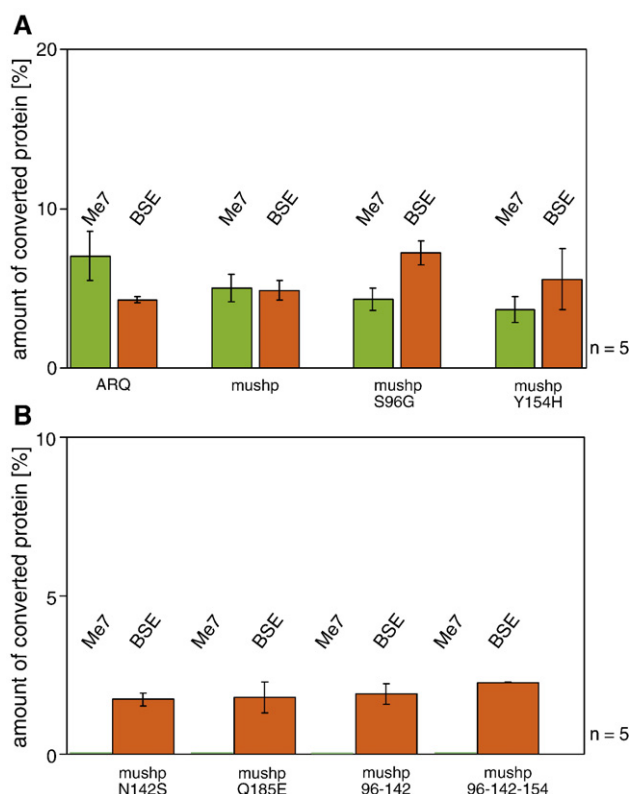 A
amount of converted protein [%]
20
10
0
Me7
BSE
Me7
BSE
Me7
BSE
Me7
BSE
n = 5
ARQ
mushp
mushp
S96G
mushp
Y154H
B
amount of converted protein [%]
10
5
0
Me7
BSE
Me7
BSE
Me7
BSE
Me7
BSE
n = 5
mushp
N142S
mushp
Q185E
mushp
96-142
mushp
96-142-154